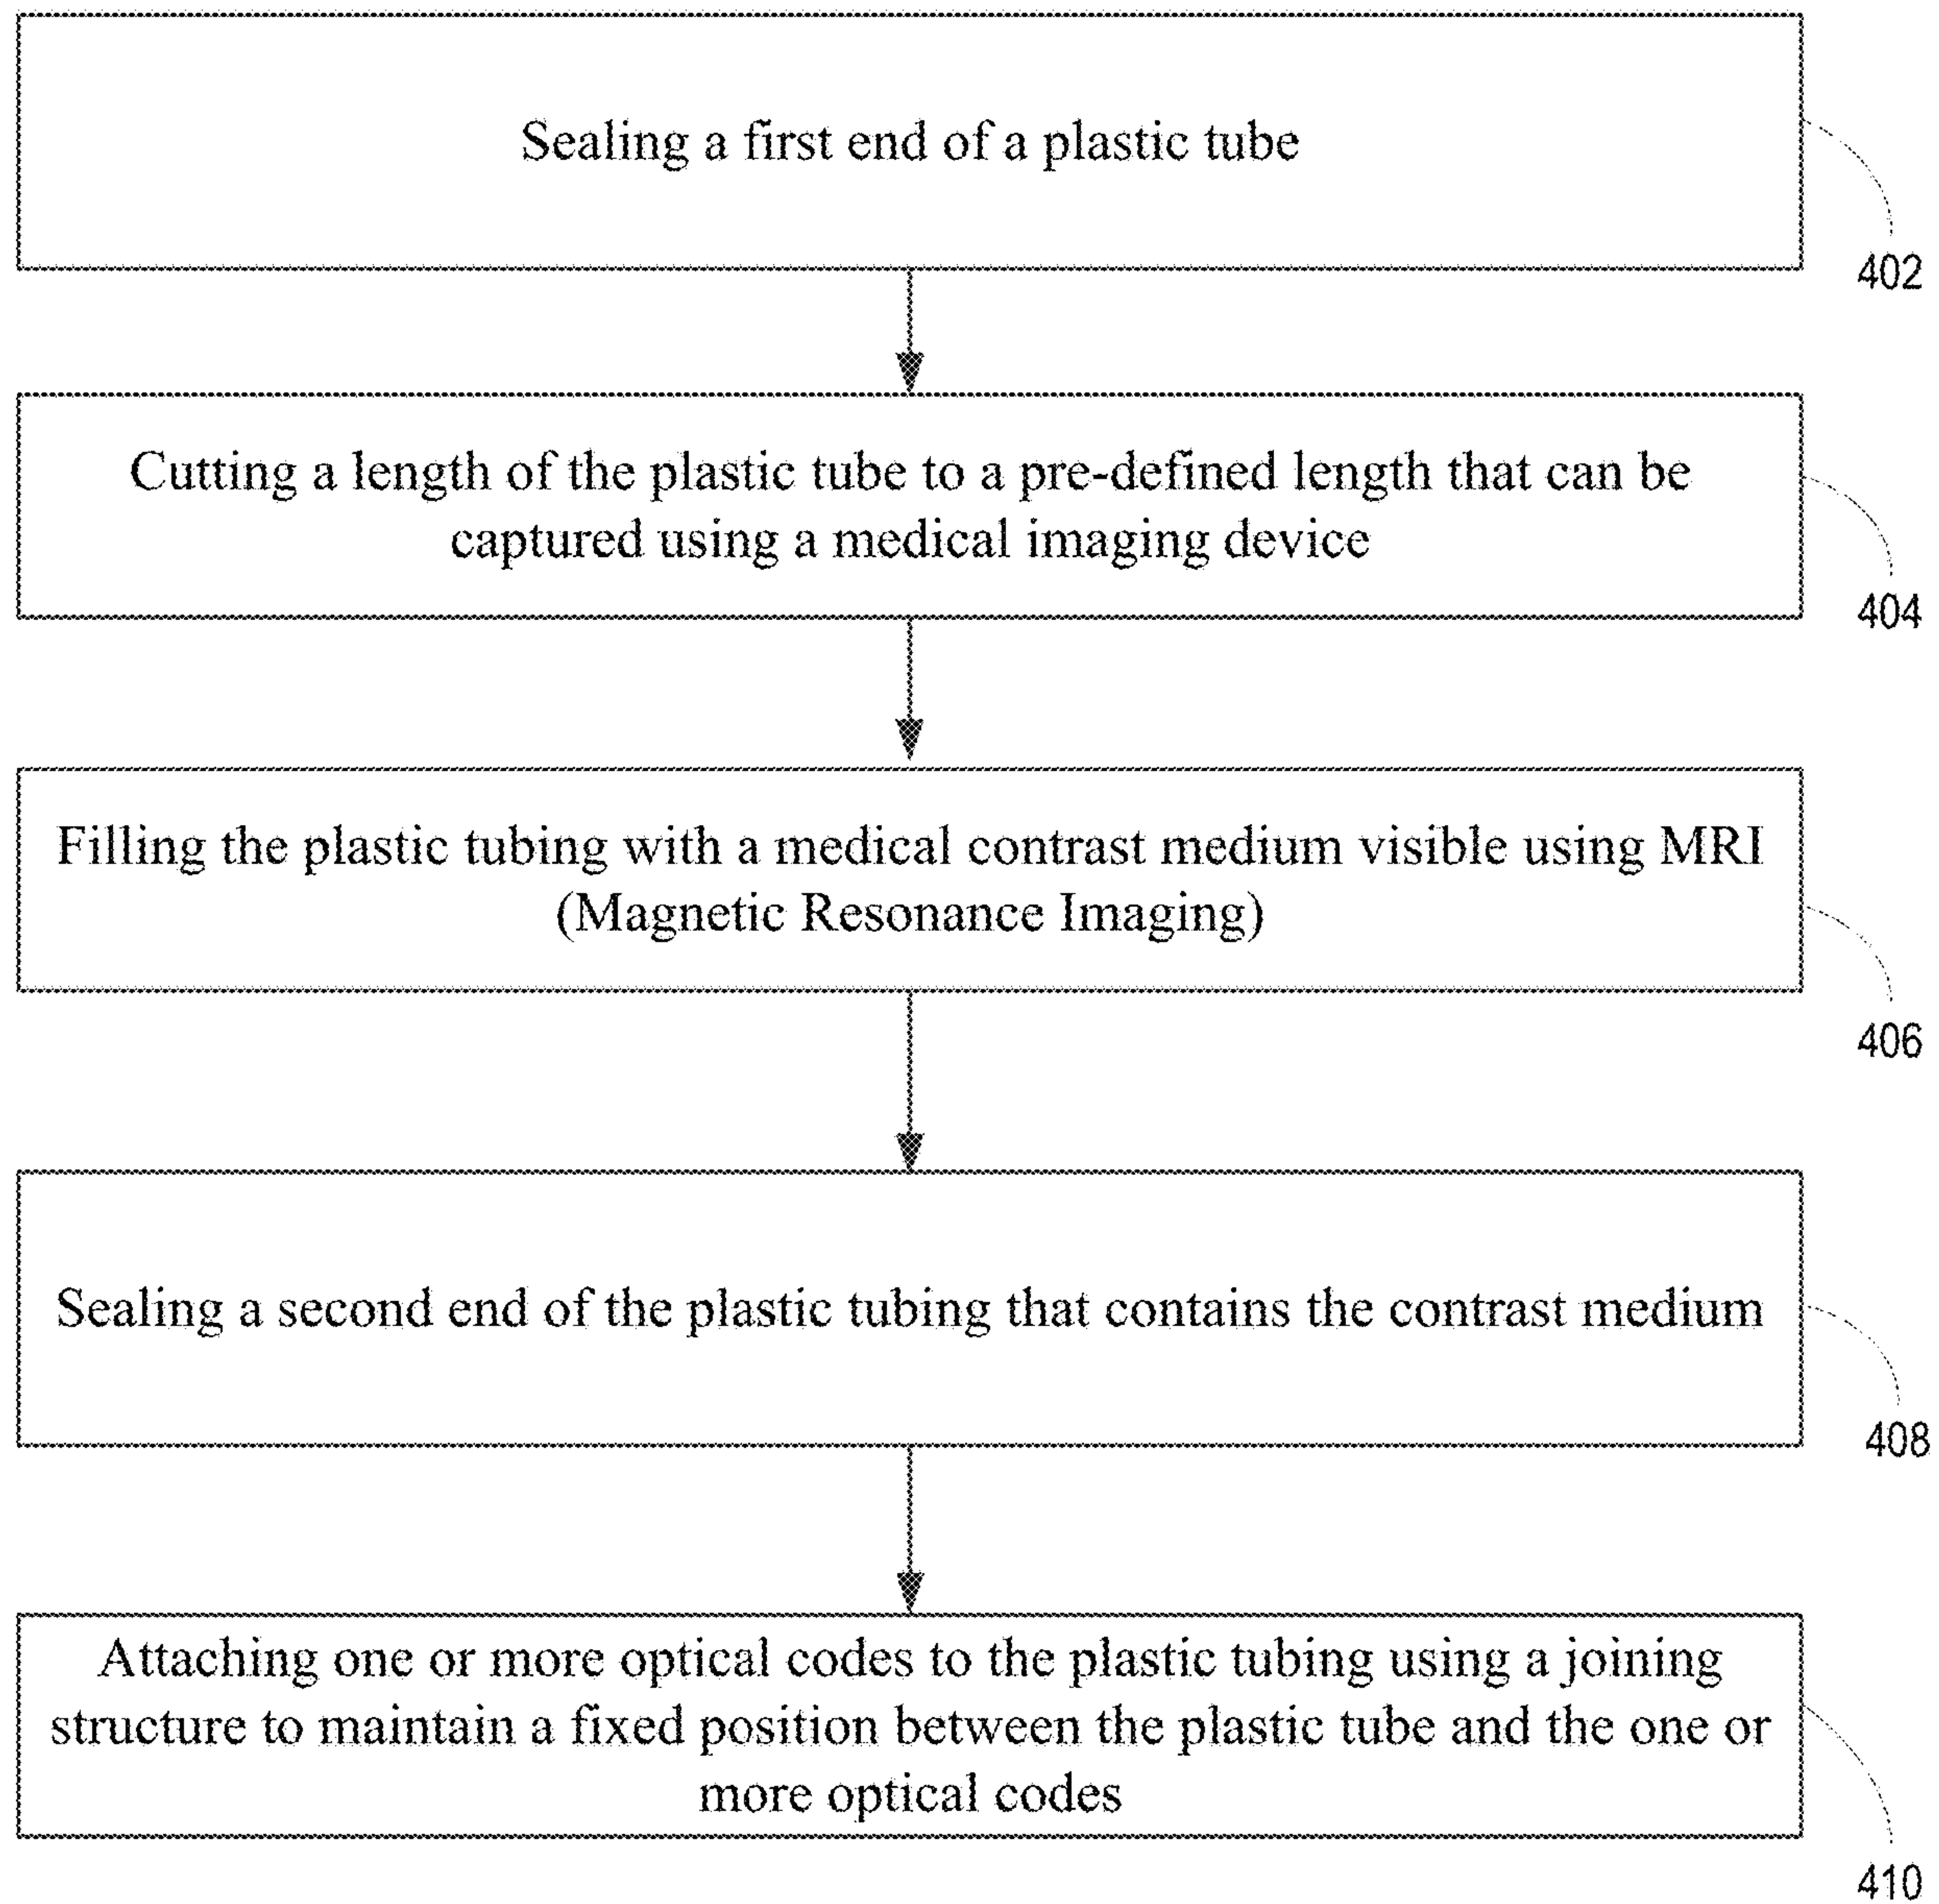 Sealing a first end of a plastic tube
402
Cutting a length of the plastic tube to a pre-defined length that can be
captured using a medical imaging device
404
Filling the plastic tubing with a medical contrast medium visible using MRI
(Magnetic Resonance Imaging)
406
Sealing a second end of the plastic tubing that contains the contrast medium
408
Attaching one or more optical codes to the plastic tubing using a joining
structure to maintain a fixed position between the plastic tube and the one or
more optical codes
410